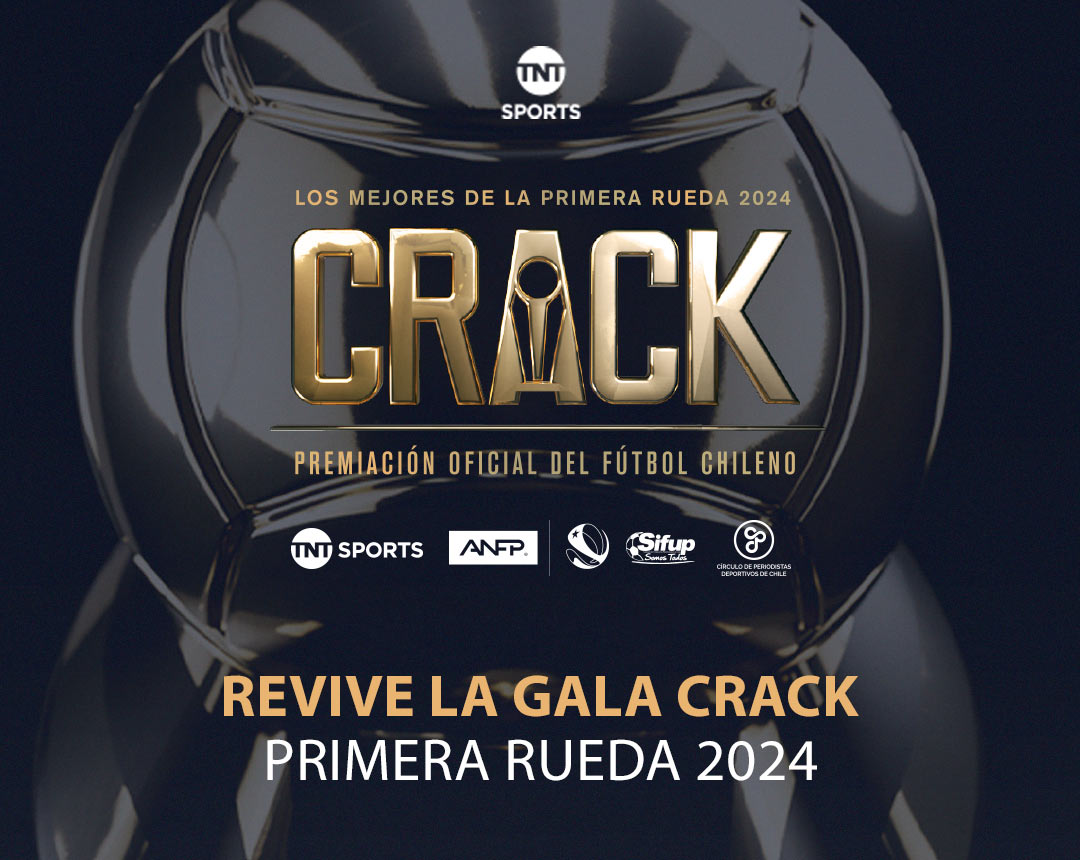 TNT
SPORTS
LOS MEJORES DE LA PRIMERA RUEDA 2024
CRACK
PREMIACIÓN OFICIAL DEL FÚTBOL CHILENO
TNT SPORTS
ANFP
Sifup
Somos Todos
CÍRCULO DE PERIODISTAS
DEPORTIVOS DE CHILE
REVIVE LA GALA CRACK
PRIMERA RUEDA 2024